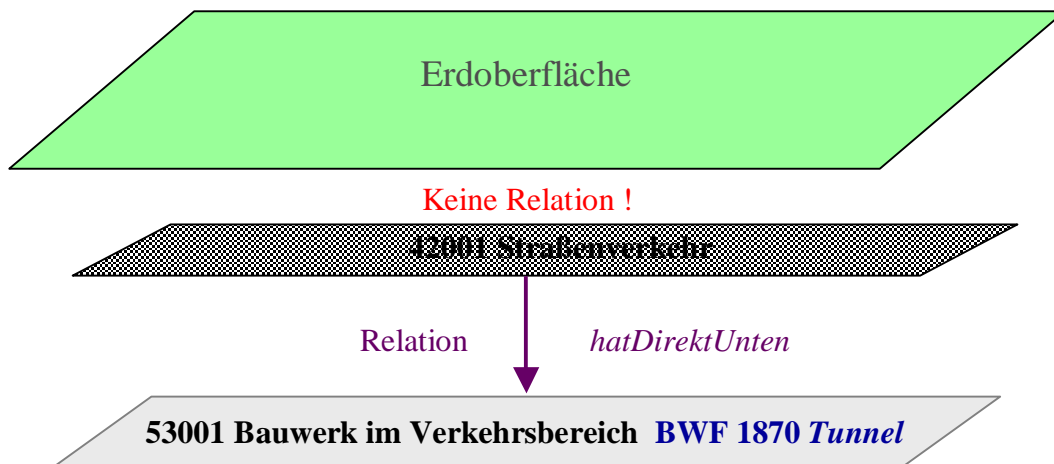 Erdoberfläche
Keine Relation !
42001 Straßenverkehr
Relation hatDirektUnten
53001 Bauwerk im Verkehrsbereich BWF 1870 Tunnel